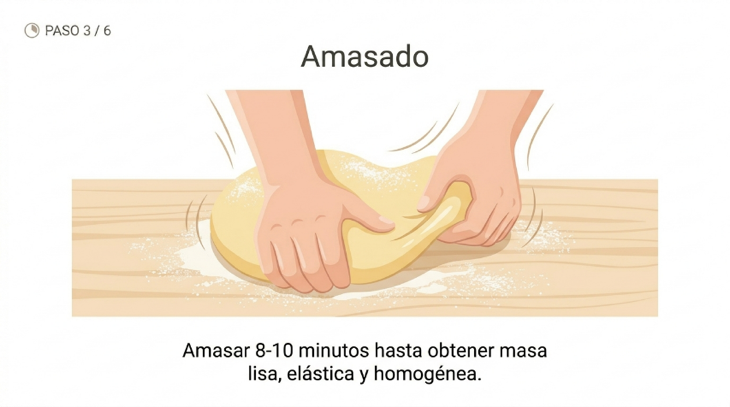 PASO 3 / 6
Amasado
Amasar 8-10 minutos hasta obtener masa
lisa, elástica y homogénea.